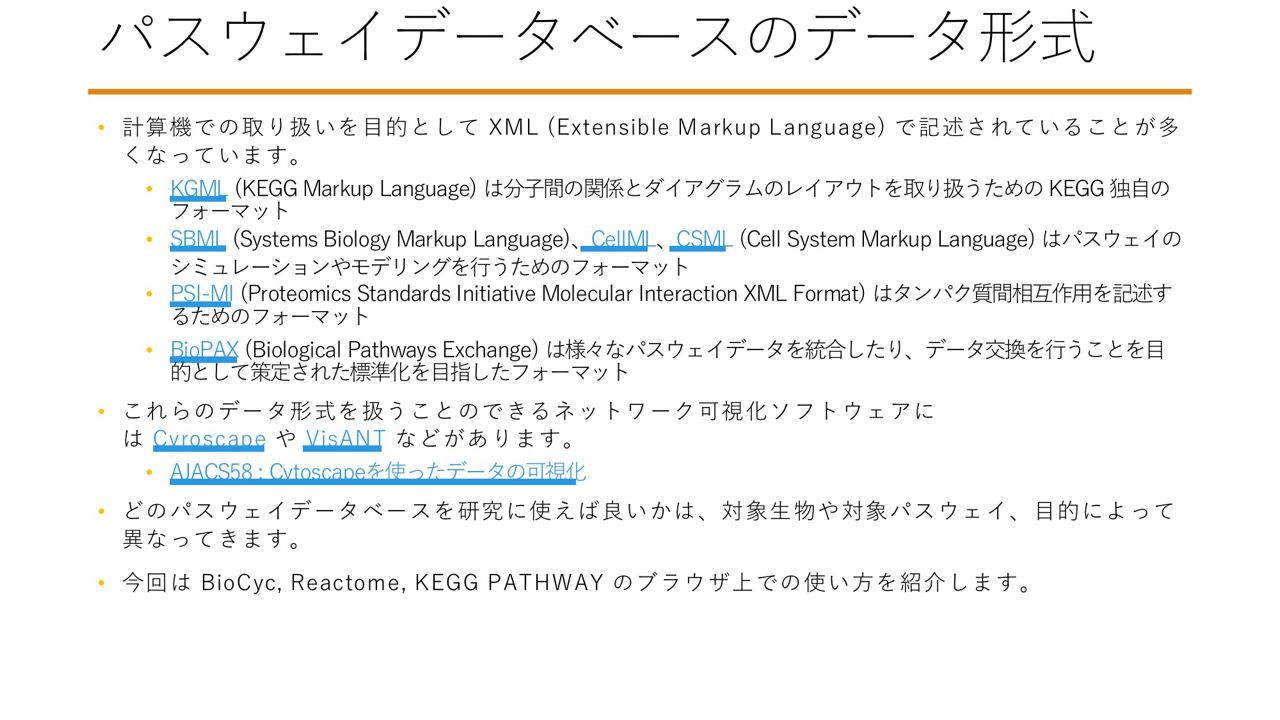 パスウェイデータベースのデータ形式
• 計算機での取り扱いを目的として XML (Extensible Markup Language) で記述されていることが多
くなっています。
• KGML (KEGG Markup Language) は分子間の関係とダイアグラムのレイアウトを取り扱うための KEGG 独自の
フォーマット
• SBML (Systems Biology Markup Language)、CellML、CSML (Cell System Markup Language) はパスウェイの
シミュレーションやモデリングを行うためのフォーマット
• PSI-MI (Proteomics Standards Initiative Molecular Interaction XML Format) はタンパク質間相互作用を記述す
るためのフォーマット
• BioPAX (Biological Pathways Exchange) は様々なパスウェイデータを統合したり、データ交換を行うことを目
的として策定された標準化を目指したフォーマット
• これらのデータ形式を扱うことのできるネットワーク可視化ソフトウェアに
は Cyroscape や VisANT などがあります。
• AJACS58 : Cytoscapeを使ったデータの可視化
• どのパスウェイデータベースを研究に使えば良いかは、対象生物や対象パスウェイ、目的によって
異なってきます。
• 今回は BioCyc, Reactome, KEGG PATHWAY のブラウザ上での使い方を紹介します。